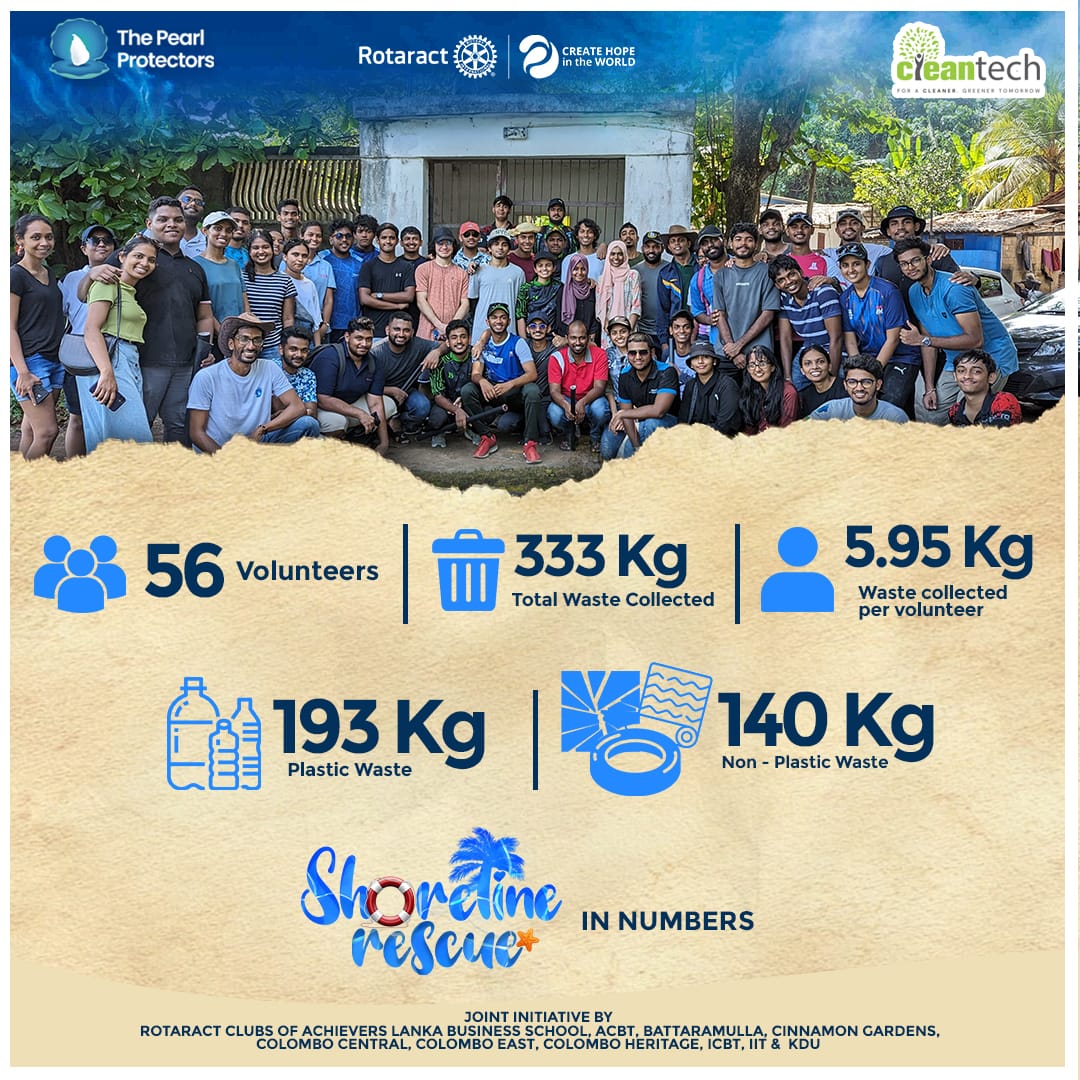 The Pearl
Protectors
Rotaract
CREATE HOPE
in the WORLD
cleantech
FOR A CLEANER. GREENER TOMORROW
56 Volunteers
333 Kg
Total Waste Collected
5.95 Kg
Waste collected
per volunteer
193 Kg
Plastic Waste
140 Kg
Non - Plastic Waste
Shoreline
rescue
IN NUMBERS
JOINT INITIATIVE BY
ROTARACT CLUBS OF ACHIEVERS LANKA BUSINESS SCHOOL, ACBT, BATTARAMULLA, CINNAMON GARDENS,
COLOMBO CENTRAL, COLOMBO EAST, COLOMBO HERITAGE, ICBT, IIT & KDU